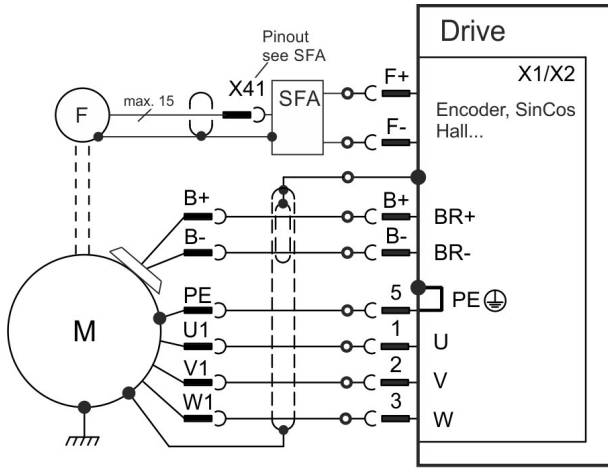 Drive
Pinout
see SFA
X41
max. 15
F
SFA
F+
F-
X1/X2
Encoder, SinCos
Hall...
B+
B+
BR+
B-
B-
BR-
PE
5
PE
M
U1
1
U
V1
2
V
W1
3
W